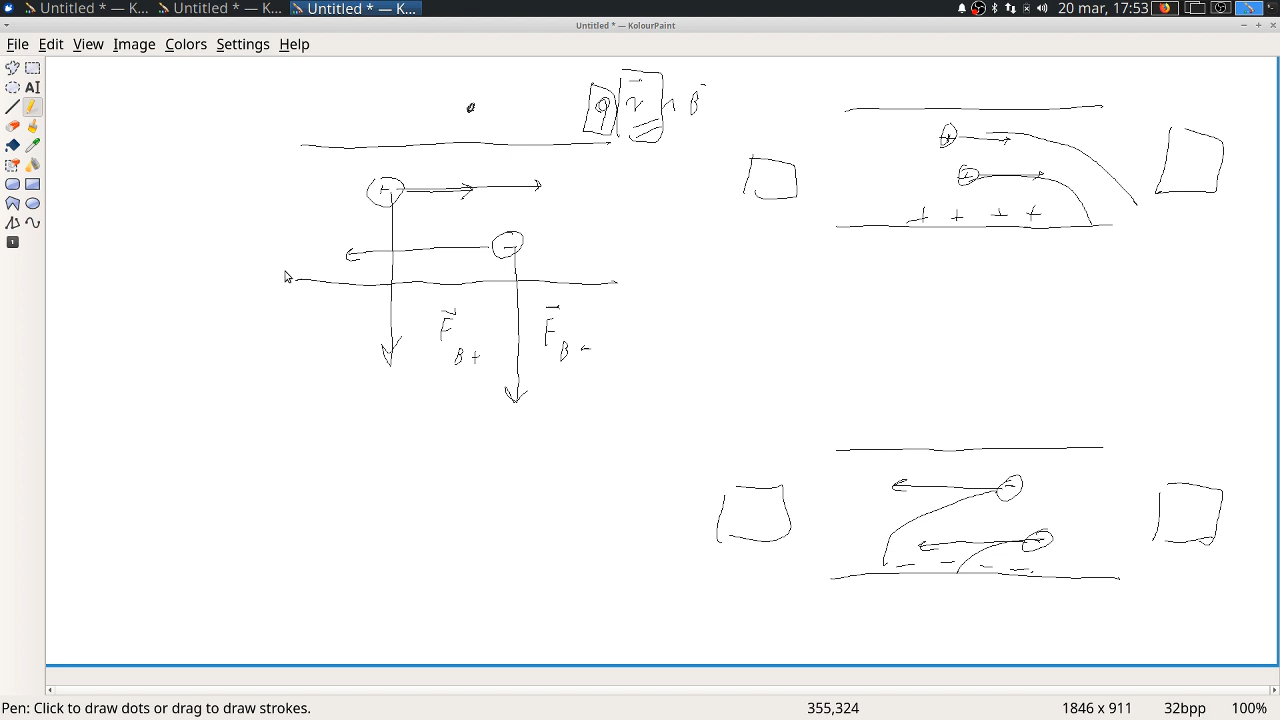 Untitled * — K...
Untitled * — K...
Untitled * — K...
20 mar, 17:53
Untitled * — KolourPaint
File Edit View Image Colors Settings Help
AI
q v ∧ B
+ +
-
F B+
F B-
+ + + +
- -
- - - -
Pen: Click to draw dots or drag to draw strokes.
355,324
1846 x 911
32bpp
100%